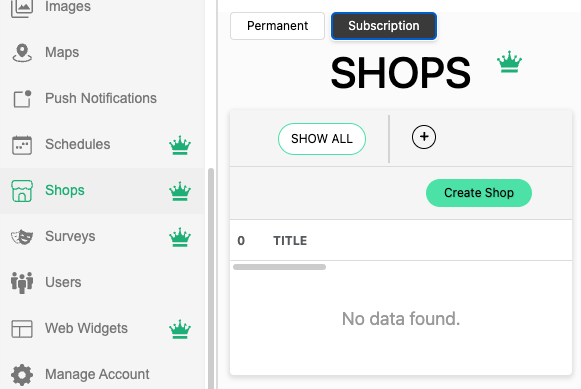 Images
Maps
Push Notifications
Schedules
Shops
Surveys
Users
Web Widgets
Manage Account
Permanent
Subscription
SHOPS
SHOW ALL
+
Create Shop
0 TITLE
No data found.